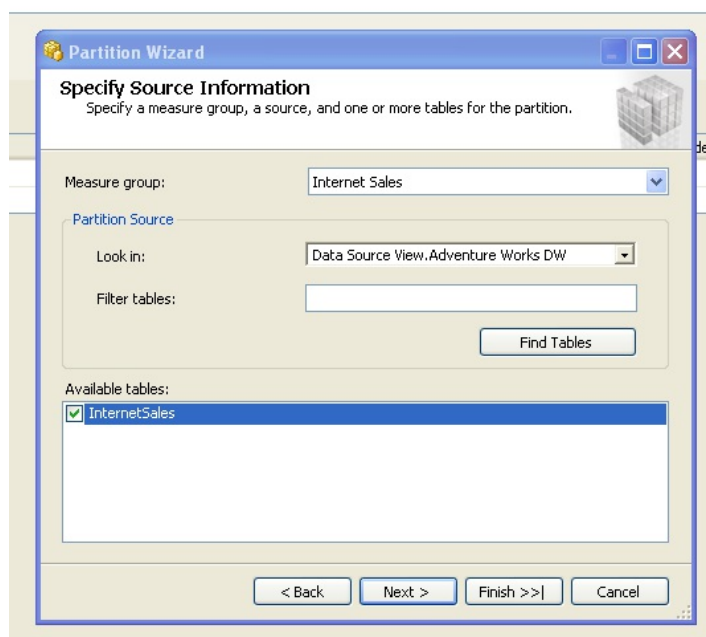 Partition Wizard
Specify Source Information
Specify a measure group, a source, and one or more tables for the partition.
Measure group:
Internet Sales
Partition Source
Look in:
Data Source View.Adventure Works DW
Filter tables:
Find Tables
Available tables:
InternetSales
< Back
Next >
Finish >>|
Cancel